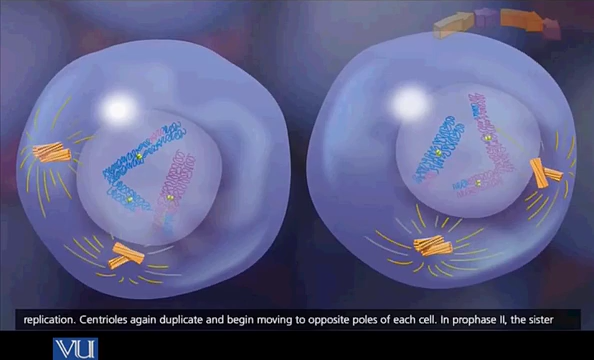 replication. Centrioles again duplicate and begin moving to opposite poles of each cell. In prophase II, the sister
VU